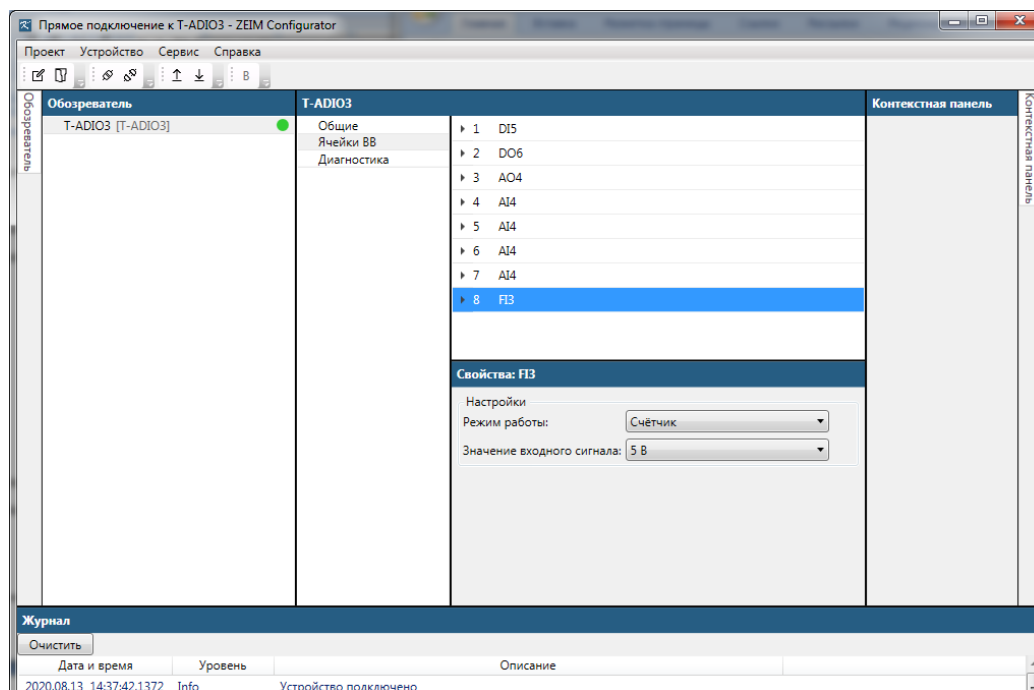 Прямое подключение к T-ADIO3 - ZEIM Configurator
Проект Устройство Сервис Справка
B
Обозреватель
Обозреватель
T-ADIO3 [T-ADIO3]
T-ADIO3
Общие
Ячейки ВВ
Диагностика
1 DI5
2 DO6
3 AO4
4 AI4
5 AI4
6 AI4
7 AI4
8 FI3
Свойства: FI3
Настройки
Режим работы: Счётчик
Значение входного сигнала: 5 В
Контекстная панель
Контекстная панель
Журнал
Очистить
Дата и время Уровень Описание
2020.08.13 14:37:42.1372 Info Устройство подключено